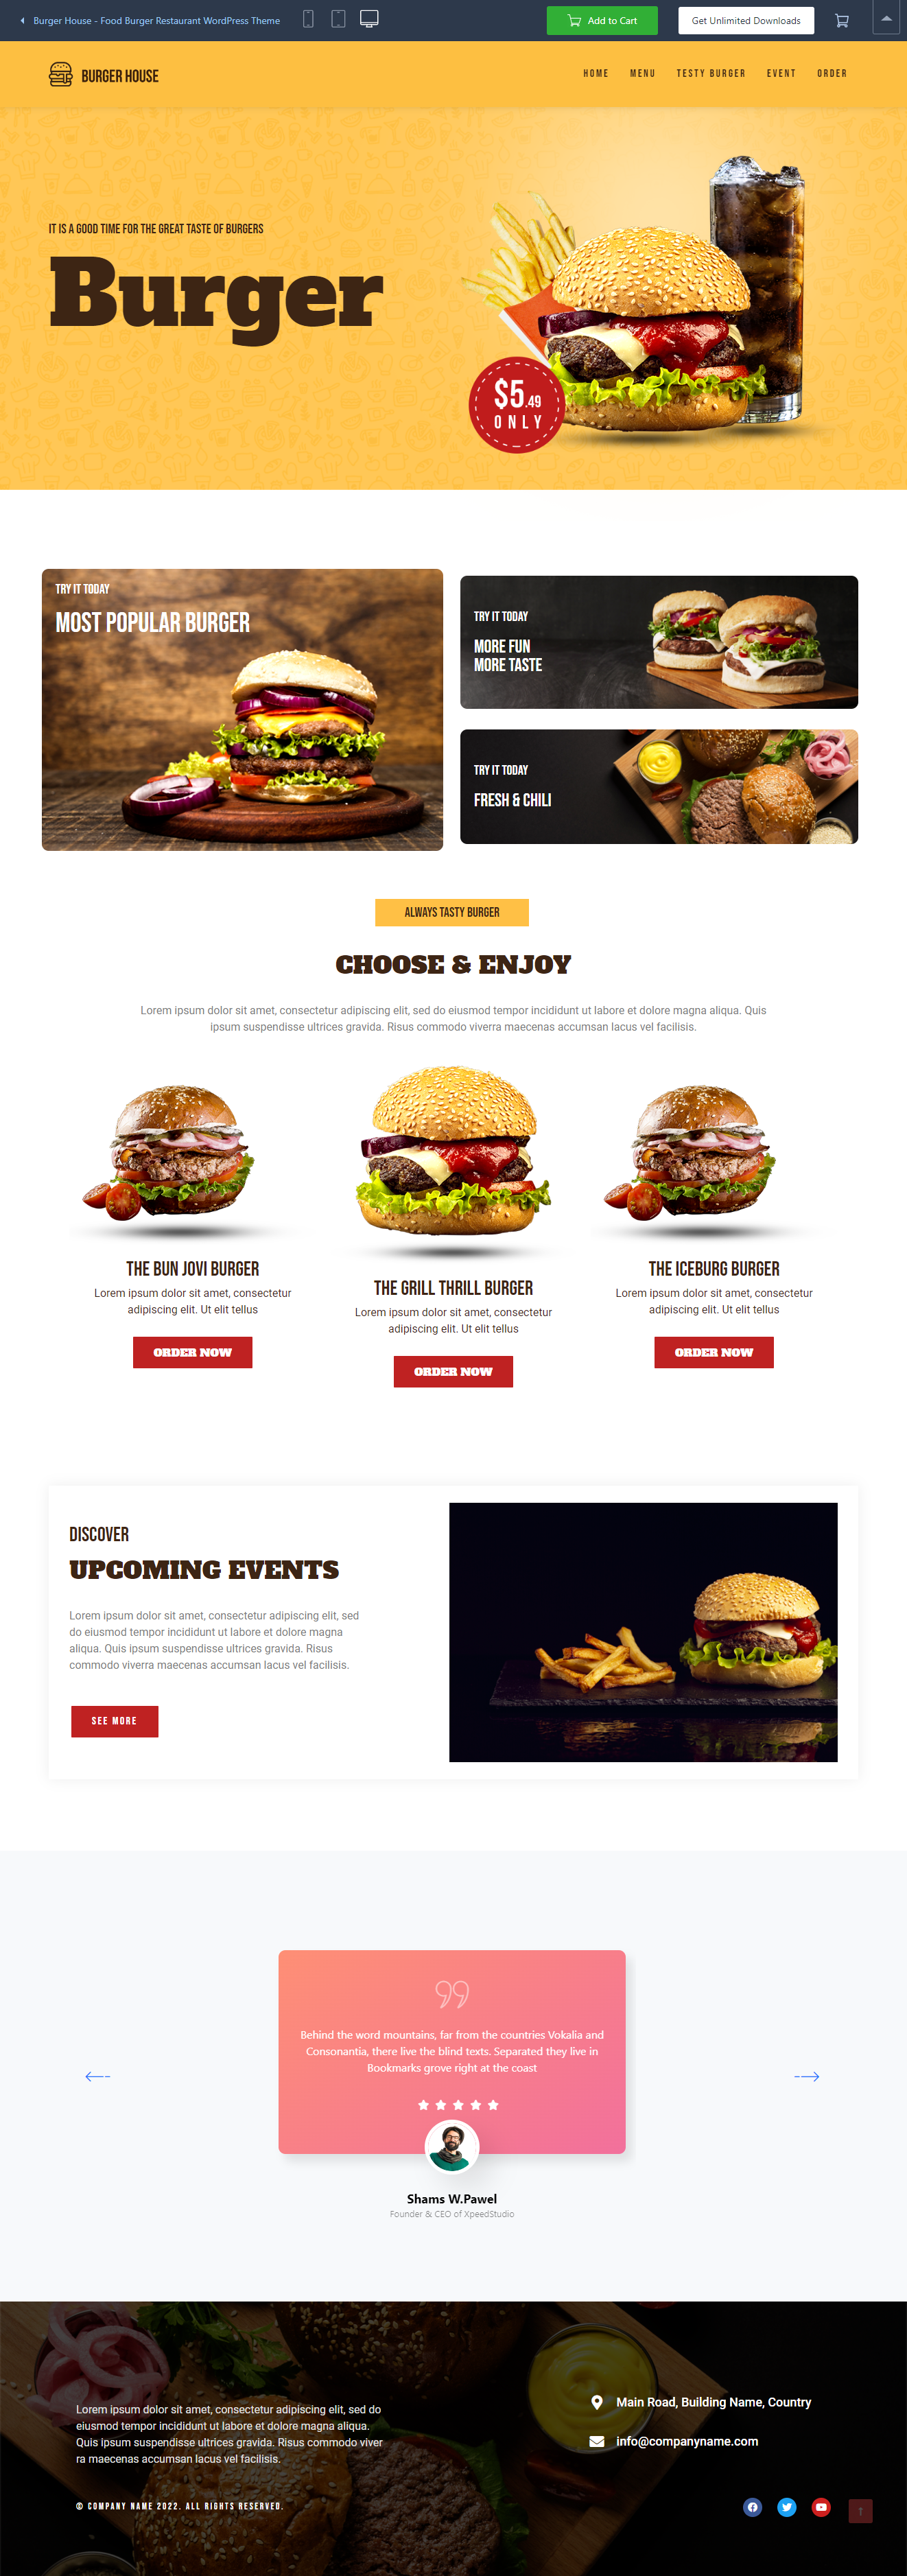 Burger House - Food Burger Restaurant WordPress Theme
Add to Cart
Get Unlimited Downloads
BURGER HOUSE
HOME MENU TESTY BURGER EVENT ORDER
IT IS A GOOD TIME FOR THE GREAT TASTE OF BURGERS
Burger
$5.49
ONLY
TRY IT TODAY
MOST POPULAR BURGER
TRY IT TODAY
MORE FUN
MORE TASTE
TRY IT TODAY
FRESH & CHILI
ALWAYS TASTY BURGER
CHOOSE & ENJOY
Lorem ipsum dolor sit amet, consectetur adipiscing elit, sed do eiusmod tempor incididunt ut labore et dolore magna aliqua. Quis
ipsum suspendisse ultrices gravida. Risus commodo viverra maecenas accumsan lacus vel facilisis.
THE BUN JOVI BURGER
Lorem ipsum dolor sit amet, consectetur
adipiscing elit. Ut elit tellus
ORDER NOW
THE GRILL THRILL BURGER
Lorem ipsum dolor sit amet, consectetur
adipiscing elit. Ut elit tellus
ORDER NOW
THE ICEBURG BURGER
Lorem ipsum dolor sit amet, consectetur
adipiscing elit. Ut elit tellus
ORDER NOW
DISCOVER
UPCOMING EVENTS
Lorem ipsum dolor sit amet, consectetur adipiscing elit, sed
do eiusmod tempor incididunt ut labore et dolore magna
aliqua. Quis ipsum suspendisse ultrices gravida. Risus
commodo viverra maecenas accumsan lacus vel facilisis.
SEE MORE
Behind the word mountains, far from the countries Vokalia and
Consonantia, there live the blind texts. Separated they live in
Bookmarks grove right at the coast
Shams W.Pawel
Founder & CEO of XpeedStudio
Lorem ipsum dolor sit amet, consectetur adipiscing elit, sed do
eiusmod tempor incididunt ut labore et dolore magna aliqua.
Quis ipsum suspendisse ultrices gravida. Risus commodo viver
ra maecenas accumsan lacus vel facilisis.
© COMPANY NAME 2022. ALL RIGHTS RESERVED.
Main Road, Building Name, Country
info@companyname.com